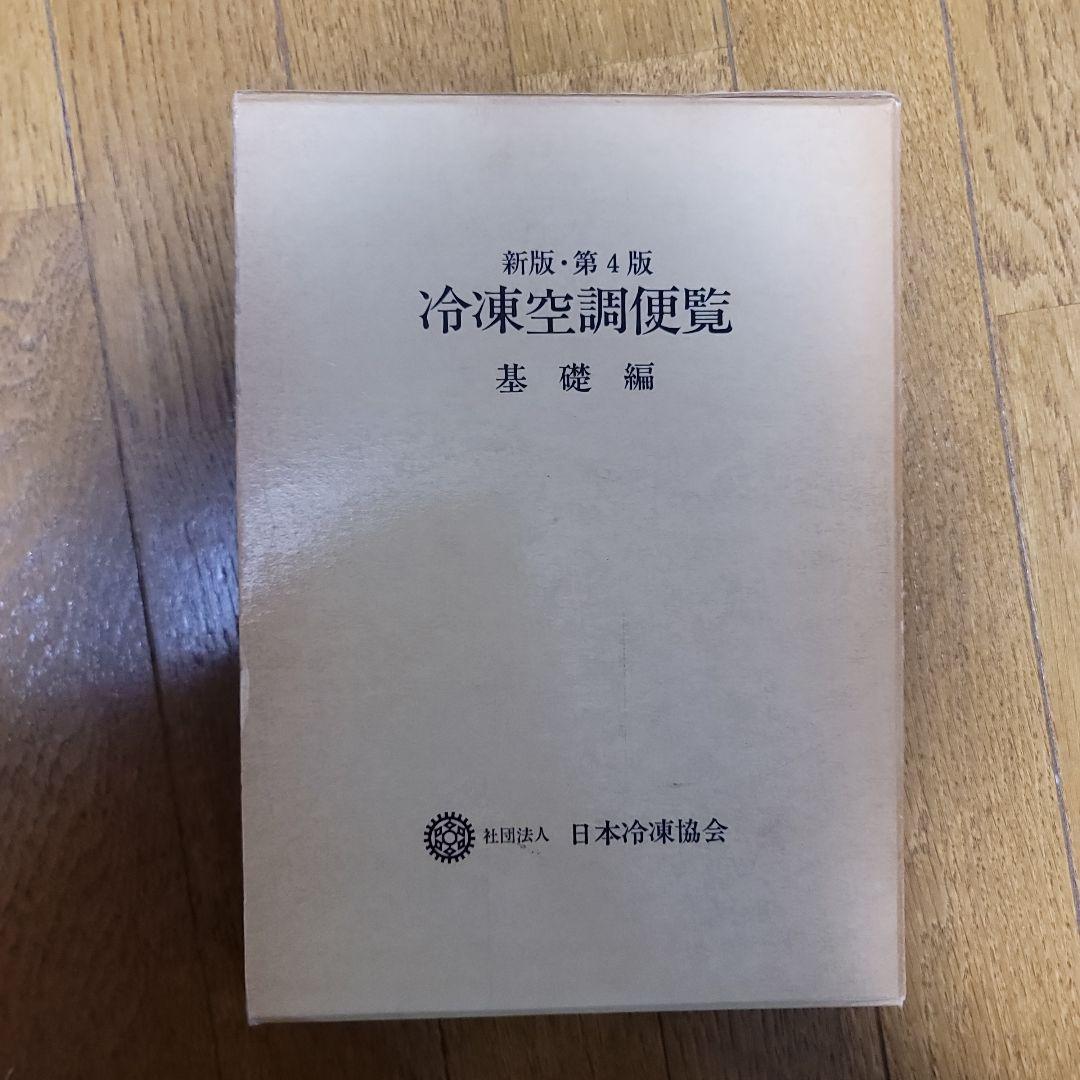 新版・第4版
冷凍空調便覧
基礎編
社団法人 日本冷凍協会